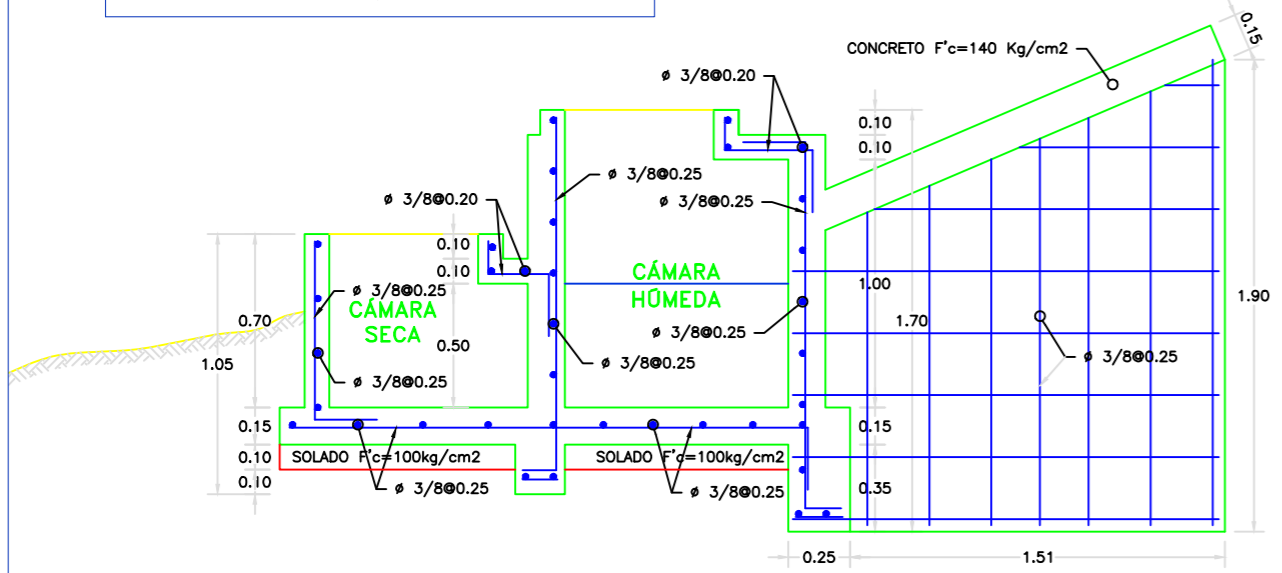 0.15
CONCRETO F'c=140 Kg/cm2
ø 3/8@0.20
0.10
0.10
ø 3/8@0.25
ø 3/8@0.20
ø 3/8@0.25
0.10
0.10
CÁMARA
HÚMEDA
ø 3/8@0.25
1.00
1.90
CÁMARA
SECA
0.70
1.70
ø 3/8@0.25
0.50
ø 3/8@0.25
ø 3/8@0.25
1.05
ø 3/8@0.25
0.15
0.15
0.10
SOLADO F'c=100kg/cm2
SOLADO F'c=100kg/cm2
0.10
ø 3/8@0.25
ø 3/8@0.25
0.35
0.25
1.51